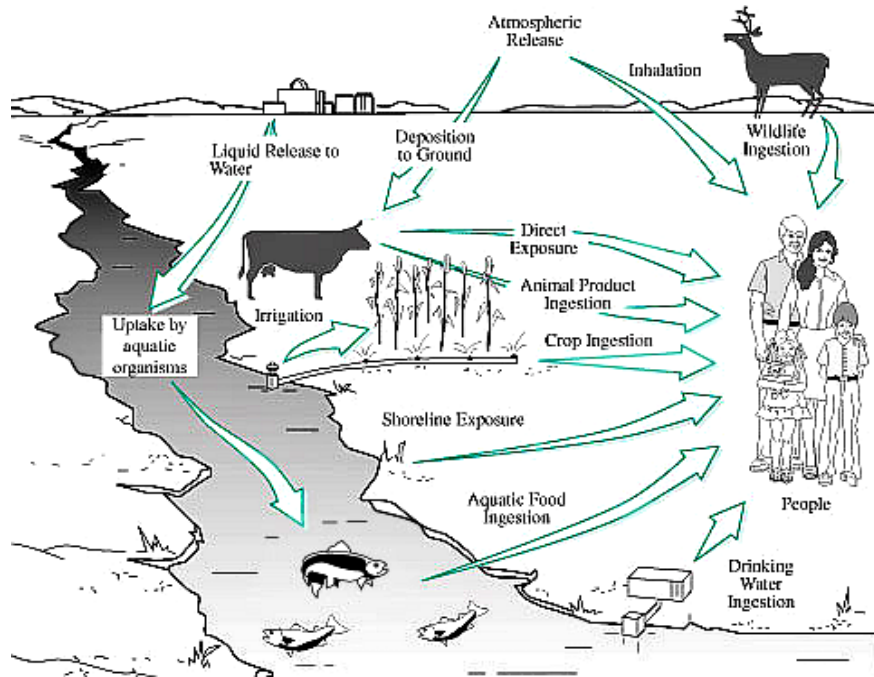 Atmospheric
Release
Inhalation
Wildlife
Ingestion
Liquid Release to
Water
Deposition
to Ground
Direct
Exposure
Animal Product
Ingestion
Irrigation
Uptake by
aquatic
organisms
Crop Ingestion
Shoreline Exposure
Aquatic Food
Ingestion
People
Drinking
Water
Ingestion